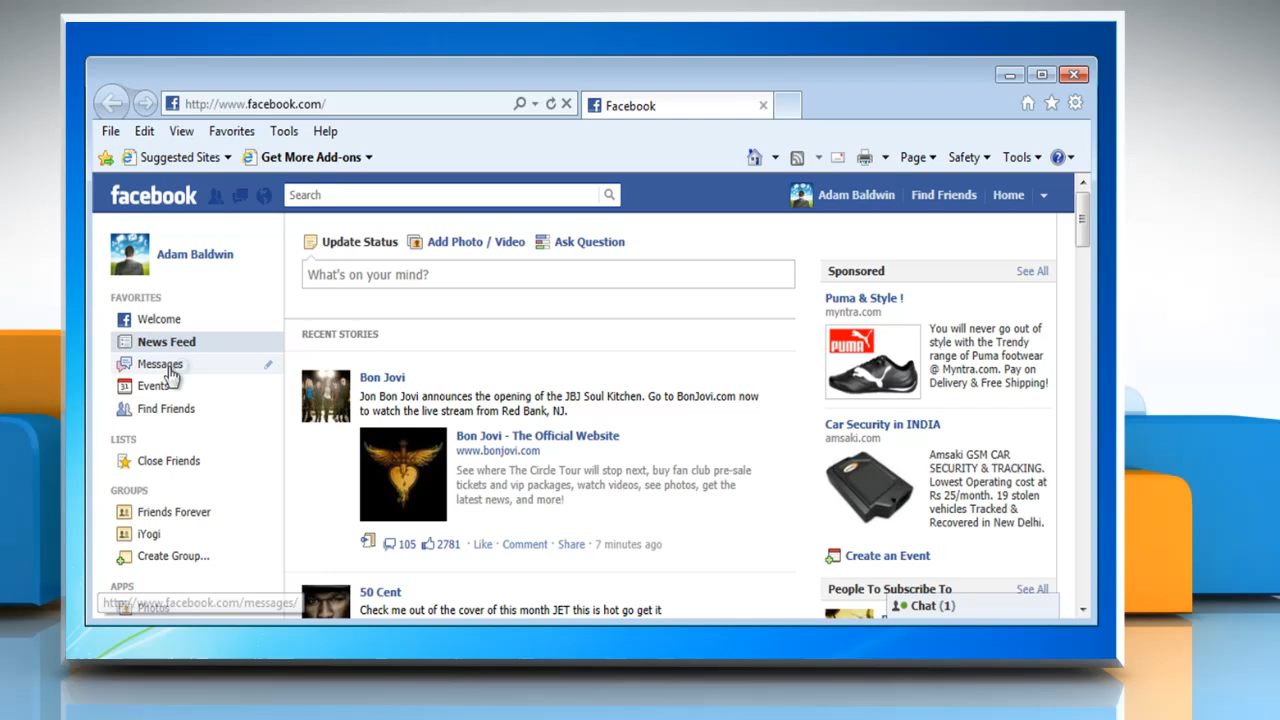 http://www.facebook.com/
Facebook
File Edit View Favorites Tools Help
Suggested Sites Get More Add-ons Page Safety Tools
facebook Search Adam Baldwin Find Friends Home
Adam Baldwin
FAVORITES
Welcome
News Feed
Messages
Events
Find Friends
LISTS
Close Friends
GROUPS
Friends Forever
iYogi
Create Group...
APPS
Photos
http://www.facebook.com/messages/
Update Status Add Photo / Video Ask Question
What's on your mind?
RECENT STORIES
Bon Jovi
Jon Bon Jovi announces the opening of the JBJ Soul Kitchen. Go to BonJovi.com now
to watch the live stream from Red Bank, NJ.
Bon Jovi - The Official Website
www.bonjovi.com
See where The Circle Tour will stop next, buy fan club pre-sale
tickets and vip packages, watch videos, see photos, get the
latest news, and more!
105 2781 · Like · Comment · Share · 7 minutes ago
50 Cent
Check me out of the cover of this month JET this is hot go get it
Sponsored See All
Puma & Style !
myntra.com
PUMA
You will never go out of
style with the Trendy
range of Puma footwear
@ Myntra.com. Pay on
Delivery & Free Shipping!
Car Security in INDIA
amsaki.com
Amsaki GSM CAR
SECURITY & TRACKING.
Lowest Operating cost at
Rs 25/month. 19 stolen
vehicles Tracked &
Recovered in New Delhi.
31
Create an Event
People To Subscribe To See All
Chat (1)